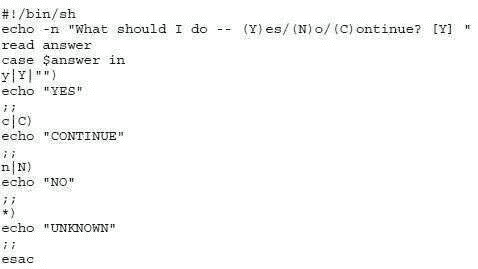 #!/bin/sh
echo -n "What should I do -- (Y)es/(N)o/(C)ontinue? [Y] "
read answer
case $answer in
y|Y|"")
echo "YES"
;;
c|C)
echo "CONTINUE"
;;
n|N)
echo "NO"
;;
*)
echo "UNKNOWN"
;;
esac